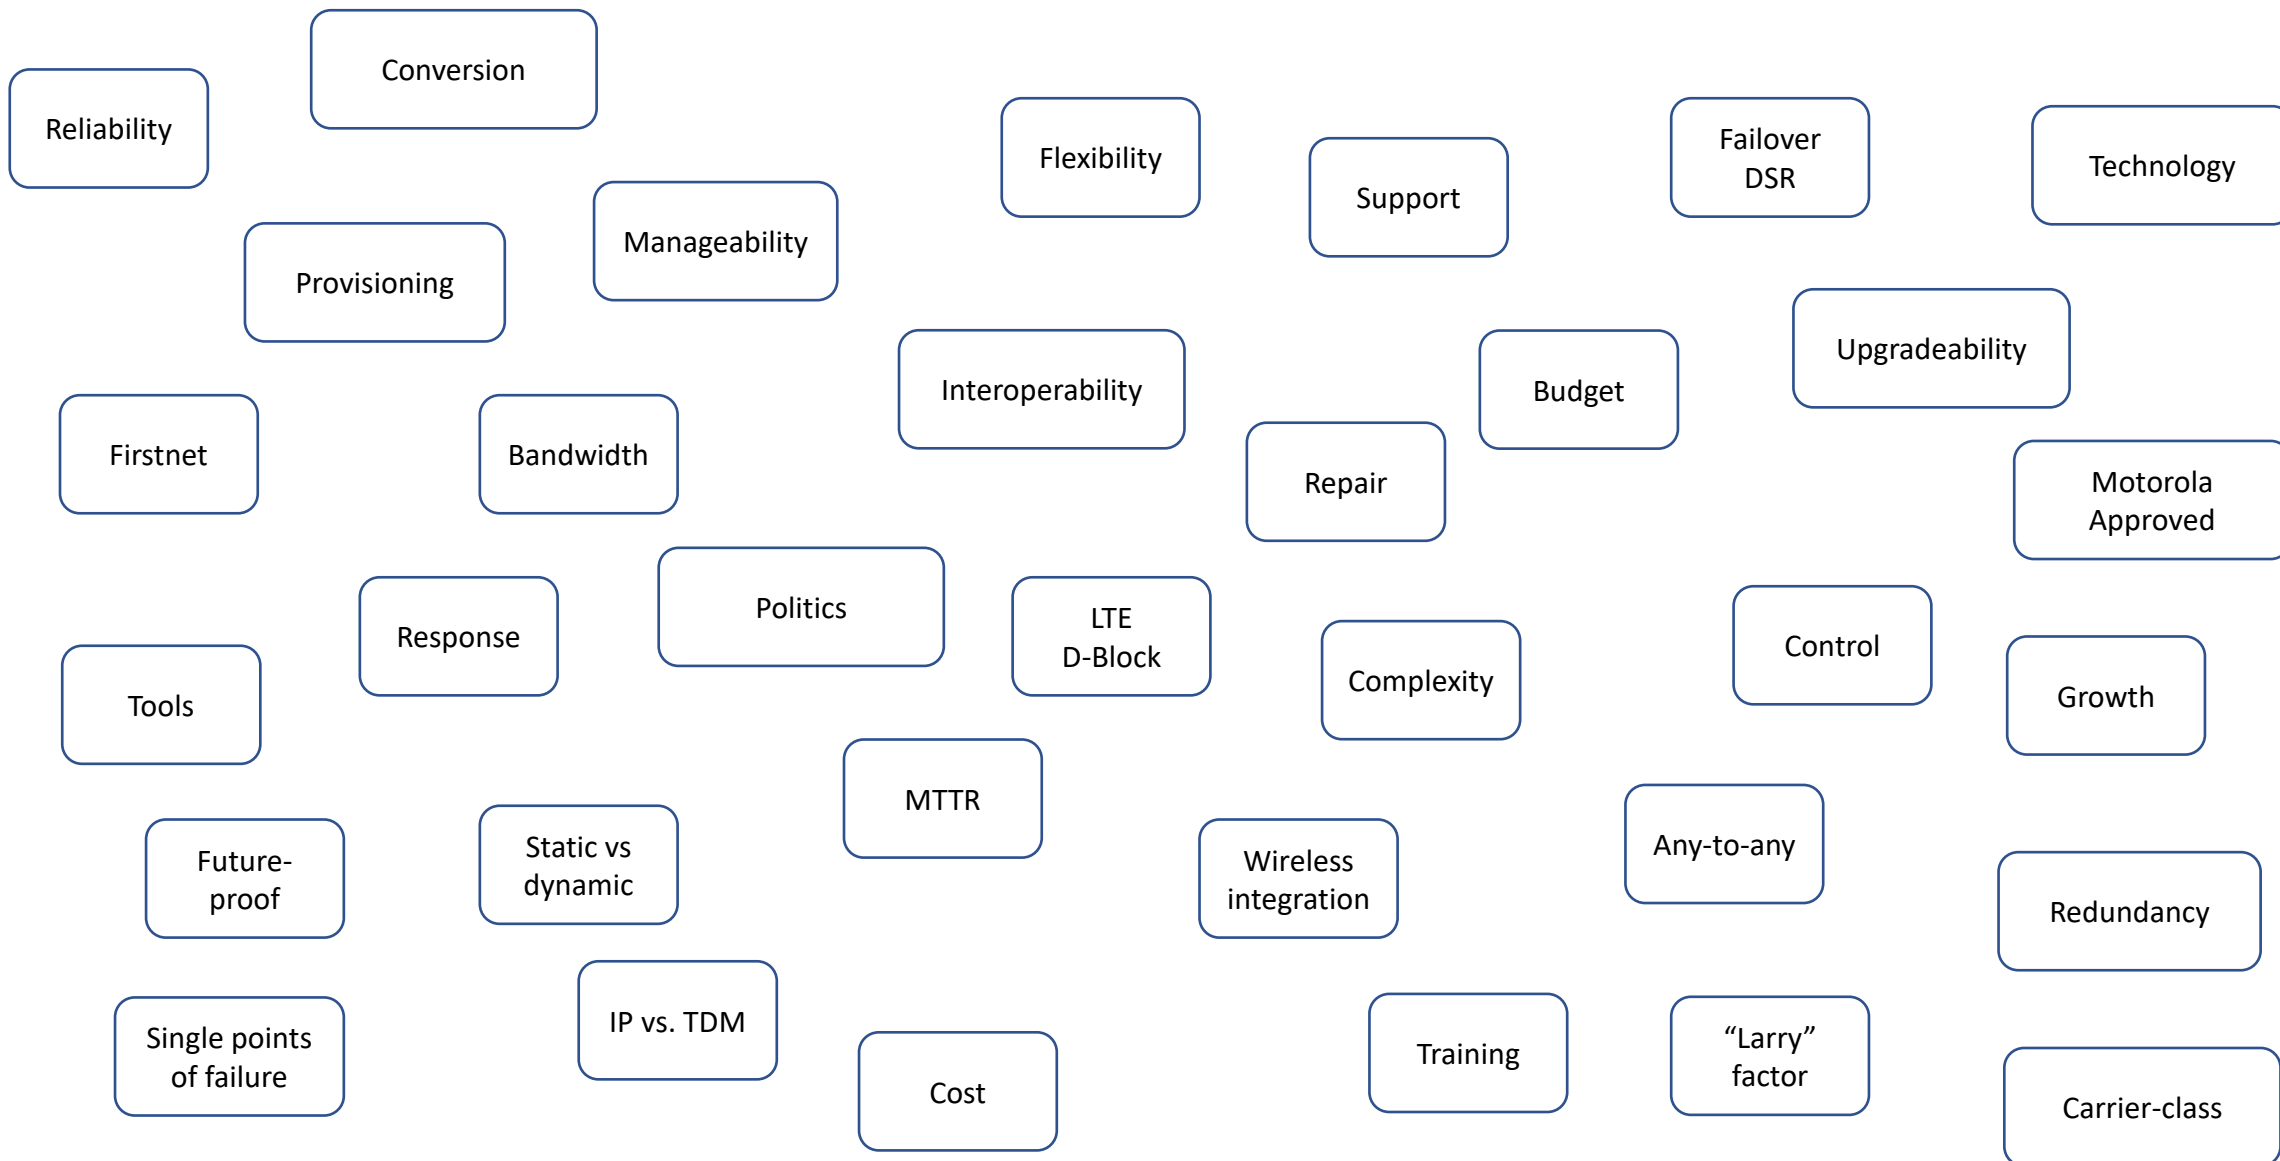 Conversion
Reliability
Flexibility
Failover
DSR
Technology
Support
Manageability
Provisioning
Upgradeability
Interoperability
Budget
Firstnet
Bandwidth
Repair
Motorola
Approved
Politics
LTE
D-Block
Response
Control
Complexity
Growth
Tools
MTTR
Any-to-any
Static vs
dynamic
Future-
proof
Wireless
integration
Redundancy
IP vs. TDM
Single points
of failure
Training
“Larry”
factor
Cost
Carrier-class